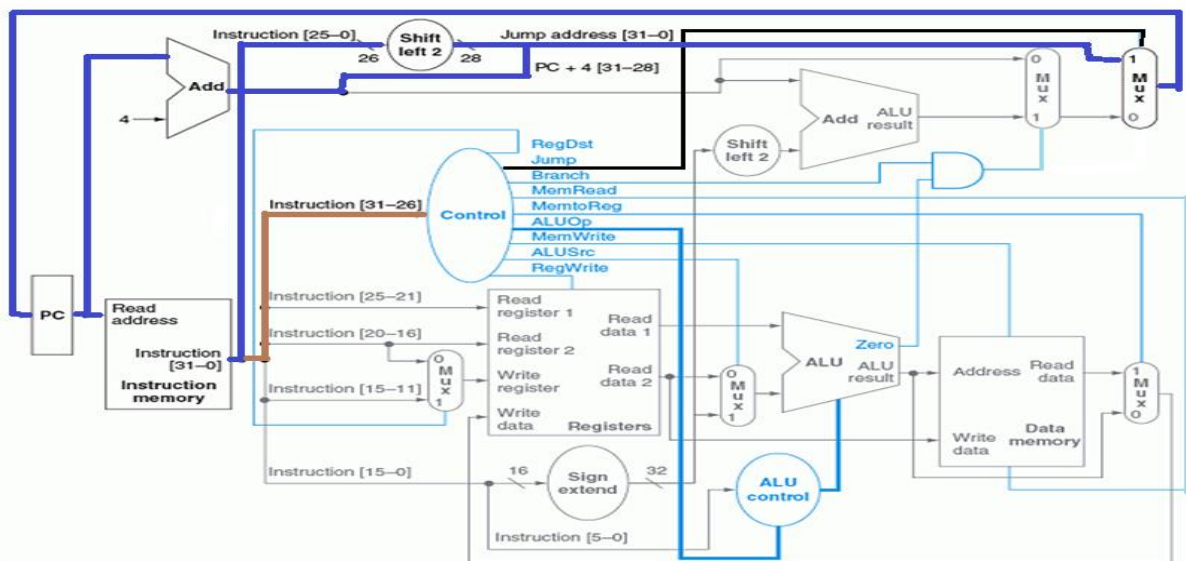 Instruction [25–0]
26
Shift
left 2
28
Jump address [31–0]
PC + 4 [31–28]
Add
4
0
M
u
x
1
1
M
u
x
0
Add
ALU
result
Shift
left 2
RegDst
Jump
Branch
MemRead
MemtoReg
ALUOp
MemWrite
ALUSrc
RegWrite
Control
Instruction [31–26]
PC
Read
address
Instruction
[31–0]
Instruction
memory
Instruction [25–21]
Instruction [20–16]
Instruction [15–11]
0
M
u
x
1
Read
register 1
Read
register 2
Write
register
Write
data
Read
data 1
Read
data 2
Registers
0
M
u
x
1
Zero
ALU
ALU
result
Address
Read
data
Write
data
Data
memory
1
M
u
x
0
Instruction [15–0]
16
Sign
extend
32
ALU
control
Instruction [5–0]